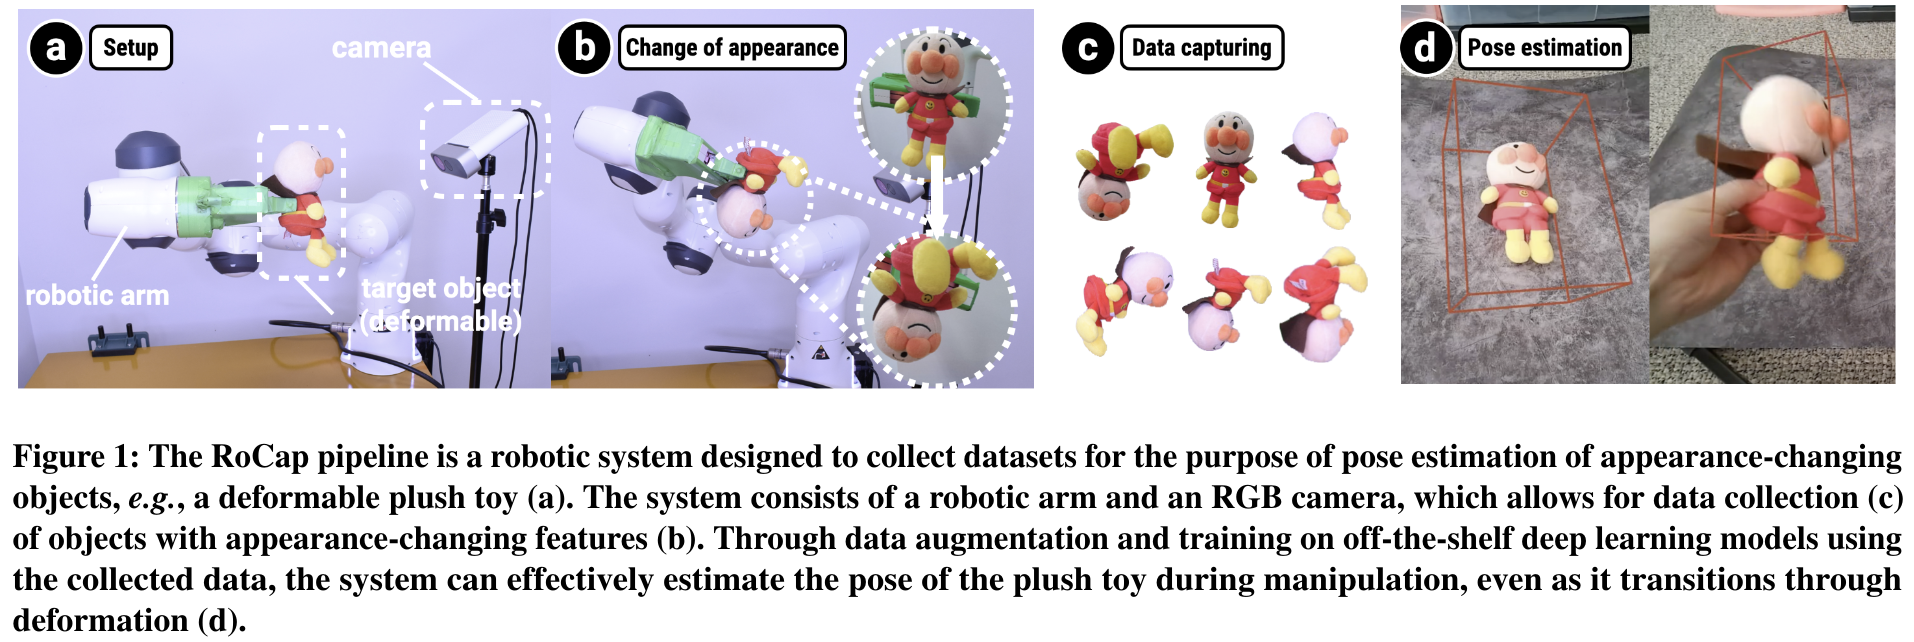 a Setup
camera
robotic arm
target object
(deformable)
b Change of appearance
c Data capturing
d Pose estimation
Figure 1: The RoCap pipeline is a robotic system designed to collect datasets for the purpose of pose estimation of appearance-changing
objects, e.g., a deformable plush toy (a). The system consists of a robotic arm and an RGB camera, which allows for data collection (c)
of objects with appearance-changing features (b). Through data augmentation and training on off-the-shelf deep learning models using
the collected data, the system can effectively estimate the pose of the plush toy during manipulation, even as it transitions through
deformation (d).